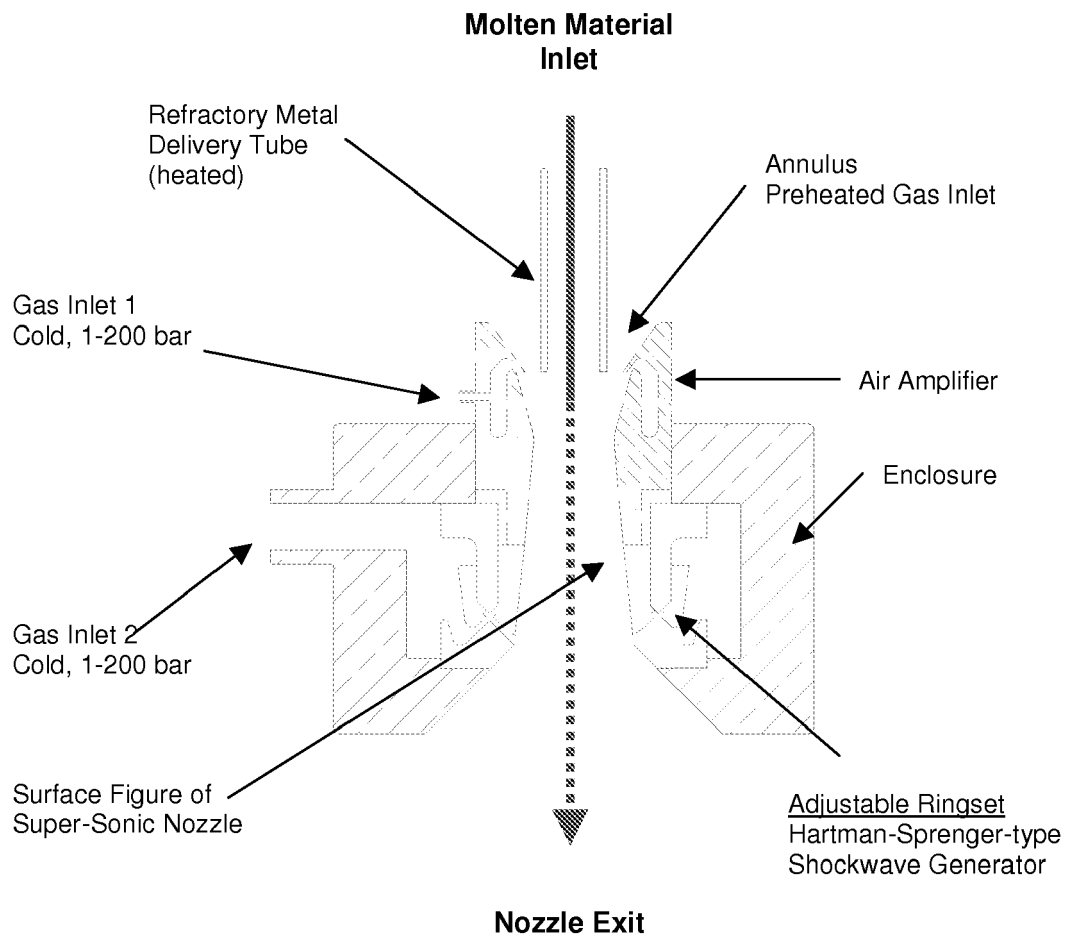 Molten Material
Inlet
Refractory Metal
Delivery Tube
(heated)
Annulus
Preheated Gas Inlet
Gas Inlet 1
Cold, 1-200 bar
Air Amplifier
Enclosure
Gas Inlet 2
Cold, 1-200 bar
Surface Figure of
Super-Sonic Nozzle
Adjustable Ringset
Hartman-Sprenger-type
Shockwave Generator
Nozzle Exit